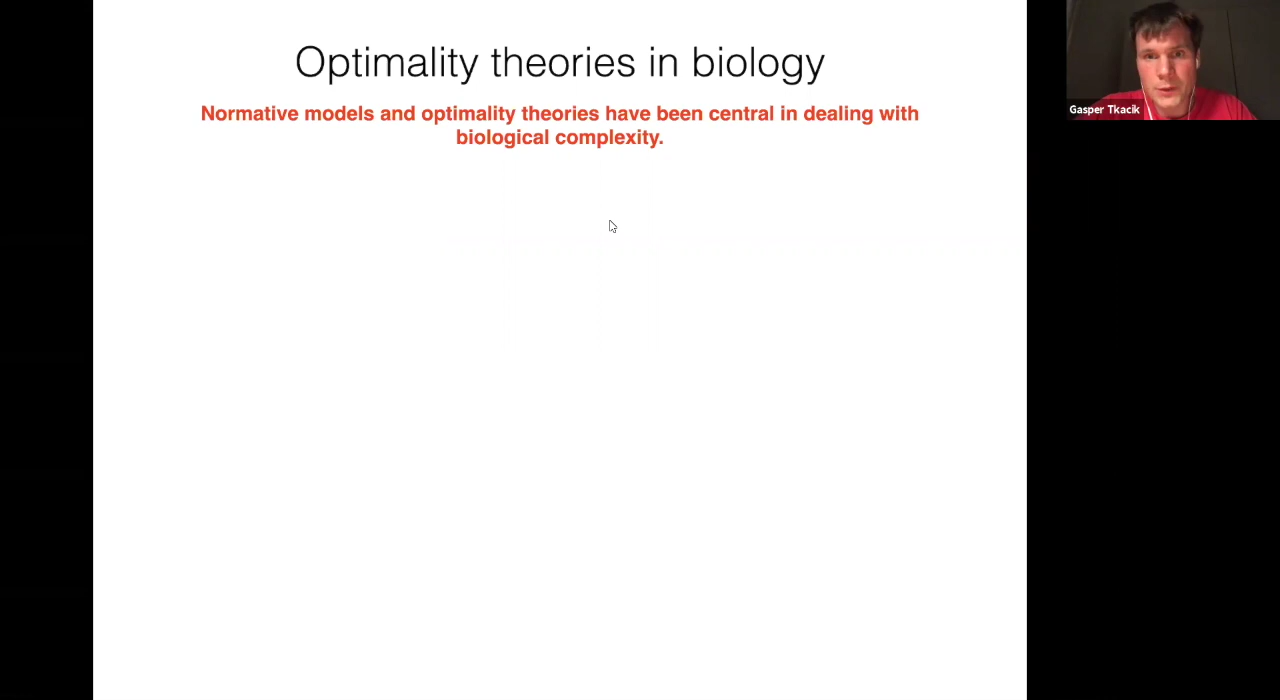 Optimality theories in biology
Normative models and optimality theories have been central in dealing with
biological complexity.
Gasper Tkacik